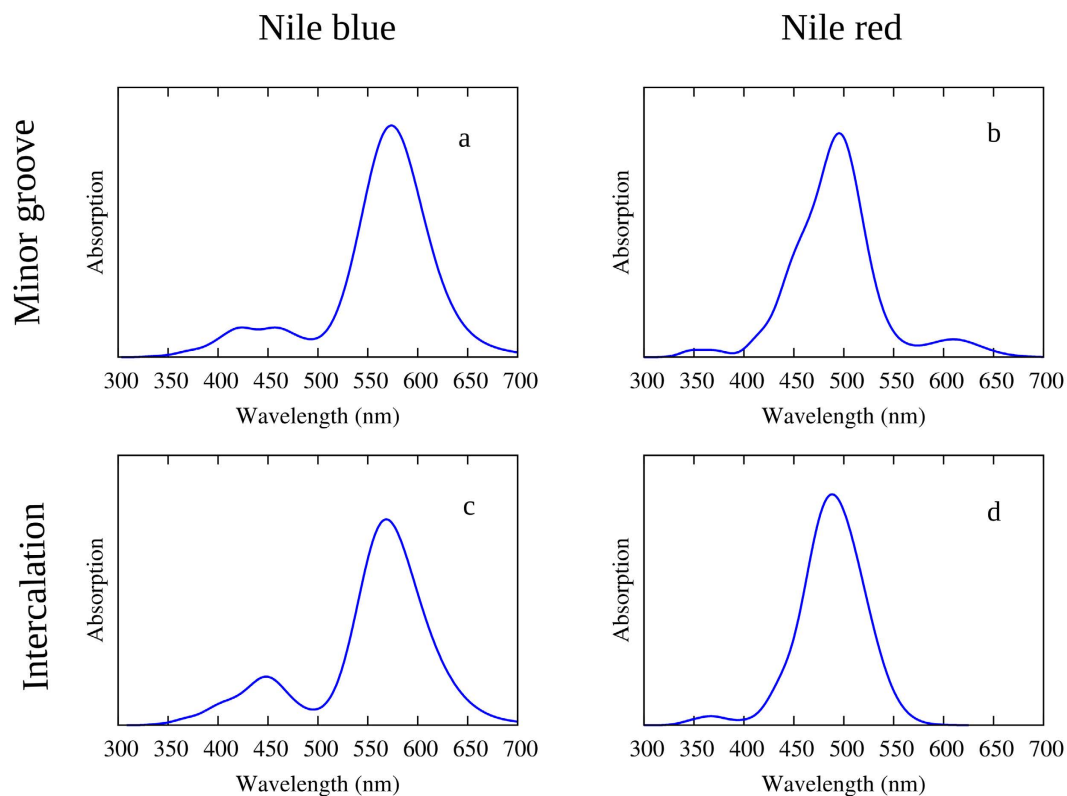 Nile blue
Nile red
Minor groove
Absorption
a
300 350 400 450 500 550 600 650 700
Wavelength (nm)
Absorption
b
300 350 400 450 500 550 600 650 700
Wavelength (nm)
Intercalation
Absorption
c
300 350 400 450 500 550 600 650 700
Wavelength (nm)
Absorption
d
300 350 400 450 500 550 600 650 700
Wavelength (nm)